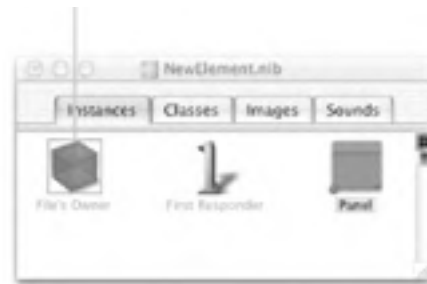 NewElement.nib
Instances Classes Images Sounds
File's Owner First Responder Panel